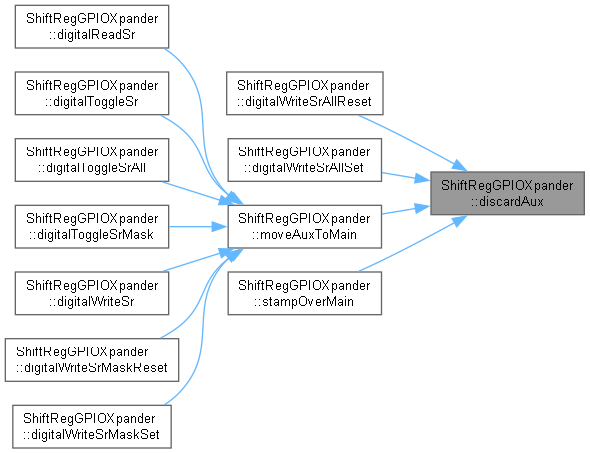 ShiftRegGPIOXpander
::digitalReadSr
ShiftRegGPIOXpander
::digitalToggleSr
ShiftRegGPIOXpander
::digitalToggleSrAll
ShiftRegGPIOXpander
::digitalToggleSrMask
ShiftRegGPIOXpander
::digitalWriteSr
ShiftRegGPIOXpander
::digitalWriteSrMaskReset
ShiftRegGPIOXpander
::digitalWriteSrMaskSet
ShiftRegGPIOXpander
::digitalWriteSrAllReset
ShiftRegGPIOXpander
::digitalWriteSrAllSet
ShiftRegGPIOXpander
::moveAuxToMain
ShiftRegGPIOXpander
::stampOverMain
ShiftRegGPIOXpander
::discardAux